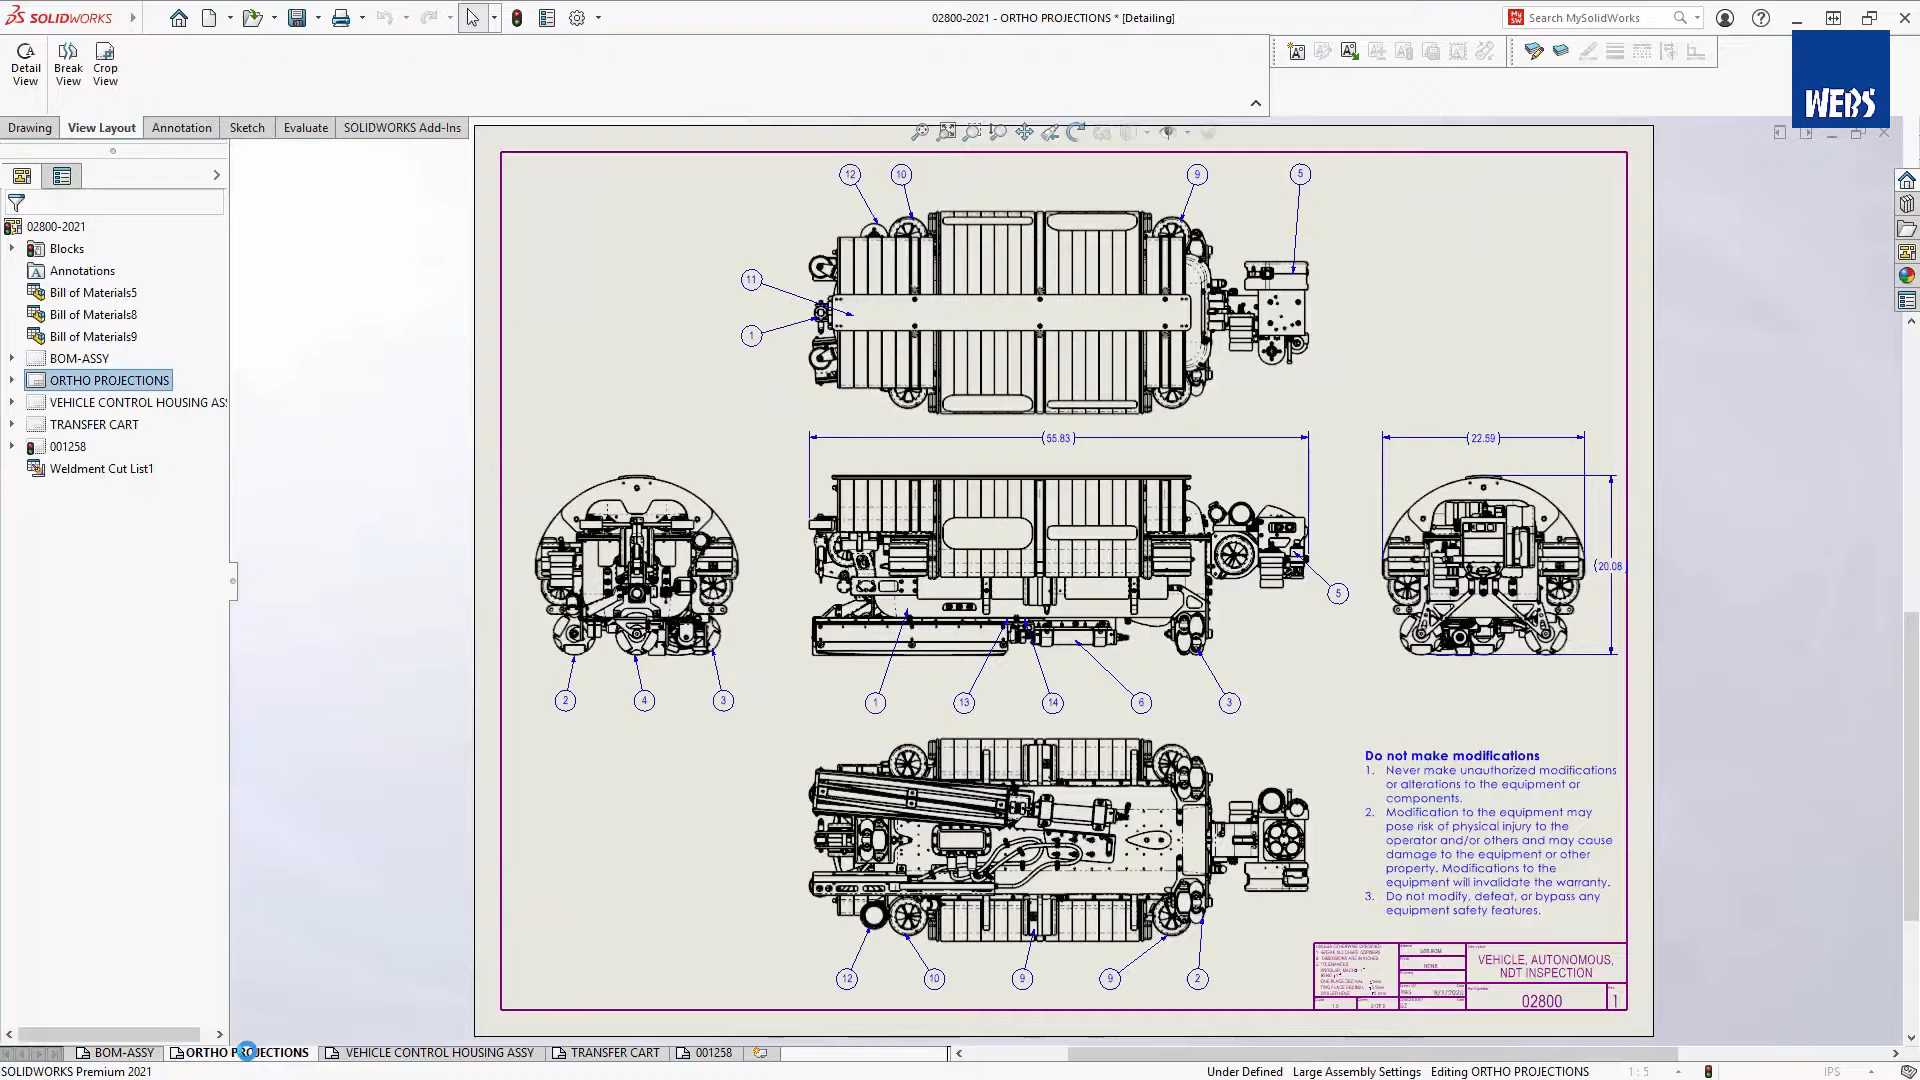 SOLIDWORKS
02800-2021 - ORTHO PROJECTIONS * [Detailing]
Search MySolidWorks
Detail View
Break View
Crop View
WEBS
Drawing
View Layout
Annotation
Sketch
Evaluate
SOLIDWORKS Add-Ins
02800-2021
Blocks
Annotations
Bill of Materials5
Bill of Materials8
Bill of Materials9
BOM-ASSY
ORTHO PROJECTIONS
VEHICLE CONTROL HOUSING AS
TRANSFER CART
001258
Weldment Cut List1
12
10
9
5
11
1
(55.83)
(22.59)
(20.08
5
2
4
3
1
13
14
6
3
Do not make modifications
1. Never make unauthorized modifications
or alterations to the equipment or
components.
2. Modification to the equipment may
pose risk of physical injury to the
operator and/or others and may cause
damage to the equipment or other
property. Modifications to the
equipment will invalidate the warranty.
3. Do not modify, defeat, or bypass any
equipment safety features.
12
10
9
9
2
VEHICLE, AUTONOMOUS,
NDT INSPECTION
02800
1
BOM-ASSY
ORTHO PROJECTIONS
VEHICLE CONTROL HOUSING ASSY
TRANSFER CART
001258
SOLIDWORKS Premium 2021
Under Defined
Large Assembly Settings
Editing ORTHO PROJECTIONS
1 : 5
IPS